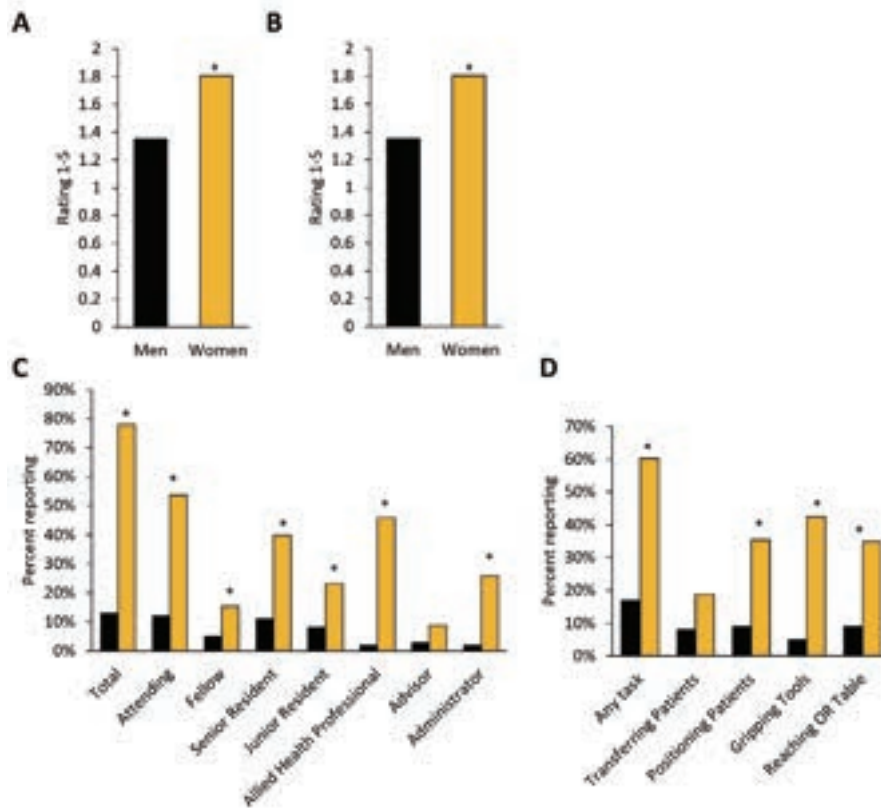 A
B
2
1.8
1.6
1.4
1.2
1
0.8
0.6
0.4
0.2
0
Rating 1-5
*
Men
Women
2
1.8
1.6
1.4
1.2
1
0.8
0.6
0.4
0.2
0
Rating 1-5
*
Men
Women
C
90%
80%
70%
60%
50%
40%
30%
20%
10%
0%
Percent reporting
*
*
*
*
*
*
*
Total
Attending
Fellow
Senior Resident
Junior Resident
Allied Health Professional
Advisor
Administrator
D
70%
60%
50%
40%
30%
20%
10%
0%
Percent reporting
*
*
*
*
Any task
Transferring Patients
Positioning Patients
Gripping Tools
Reaching OR Table